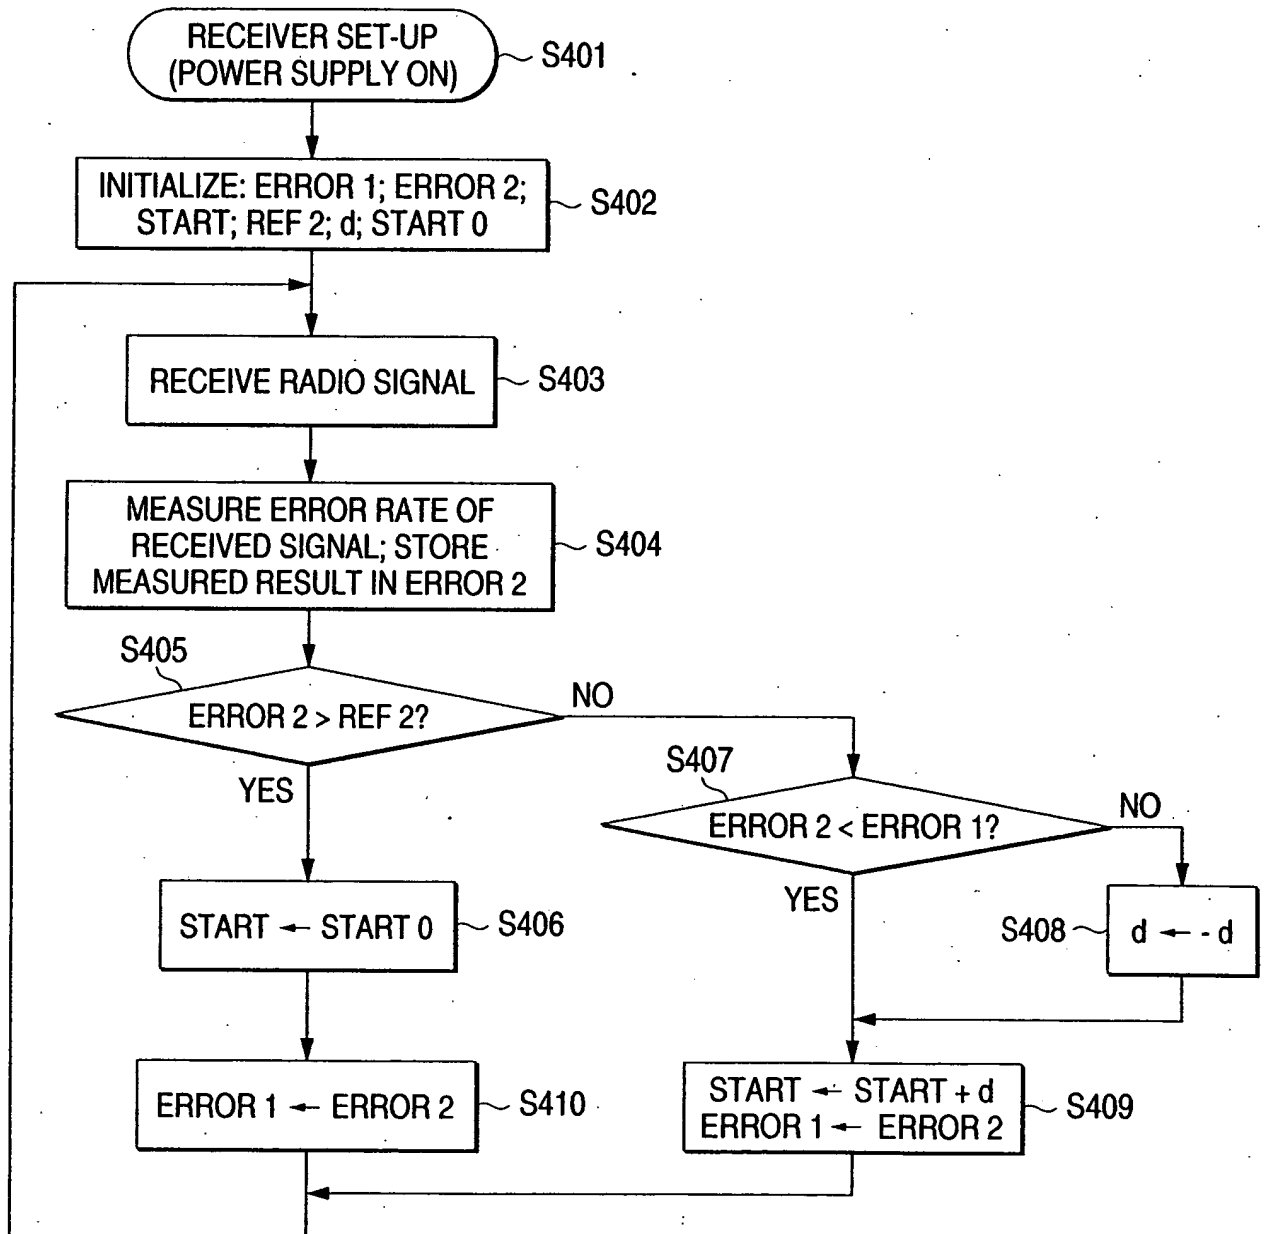 RECEIVER SET-UP
(POWER SUPPLY ON)
S401
INITIALIZE: ERROR 1; ERROR 2;
START; REF 2; d; START 0
S402
RECEIVE RADIO SIGNAL
S403
MEASURE ERROR RATE OF
RECEIVED SIGNAL; STORE
MEASURED RESULT IN ERROR 2
S404
S405
ERROR 2 > REF 2?
NO
YES
S407
ERROR 2 < ERROR 1?
NO
YES
START ← START 0
S406
S408
d ← - d
ERROR 1 ← ERROR 2
S410
START ← START + d
ERROR 1 ← ERROR 2
S409